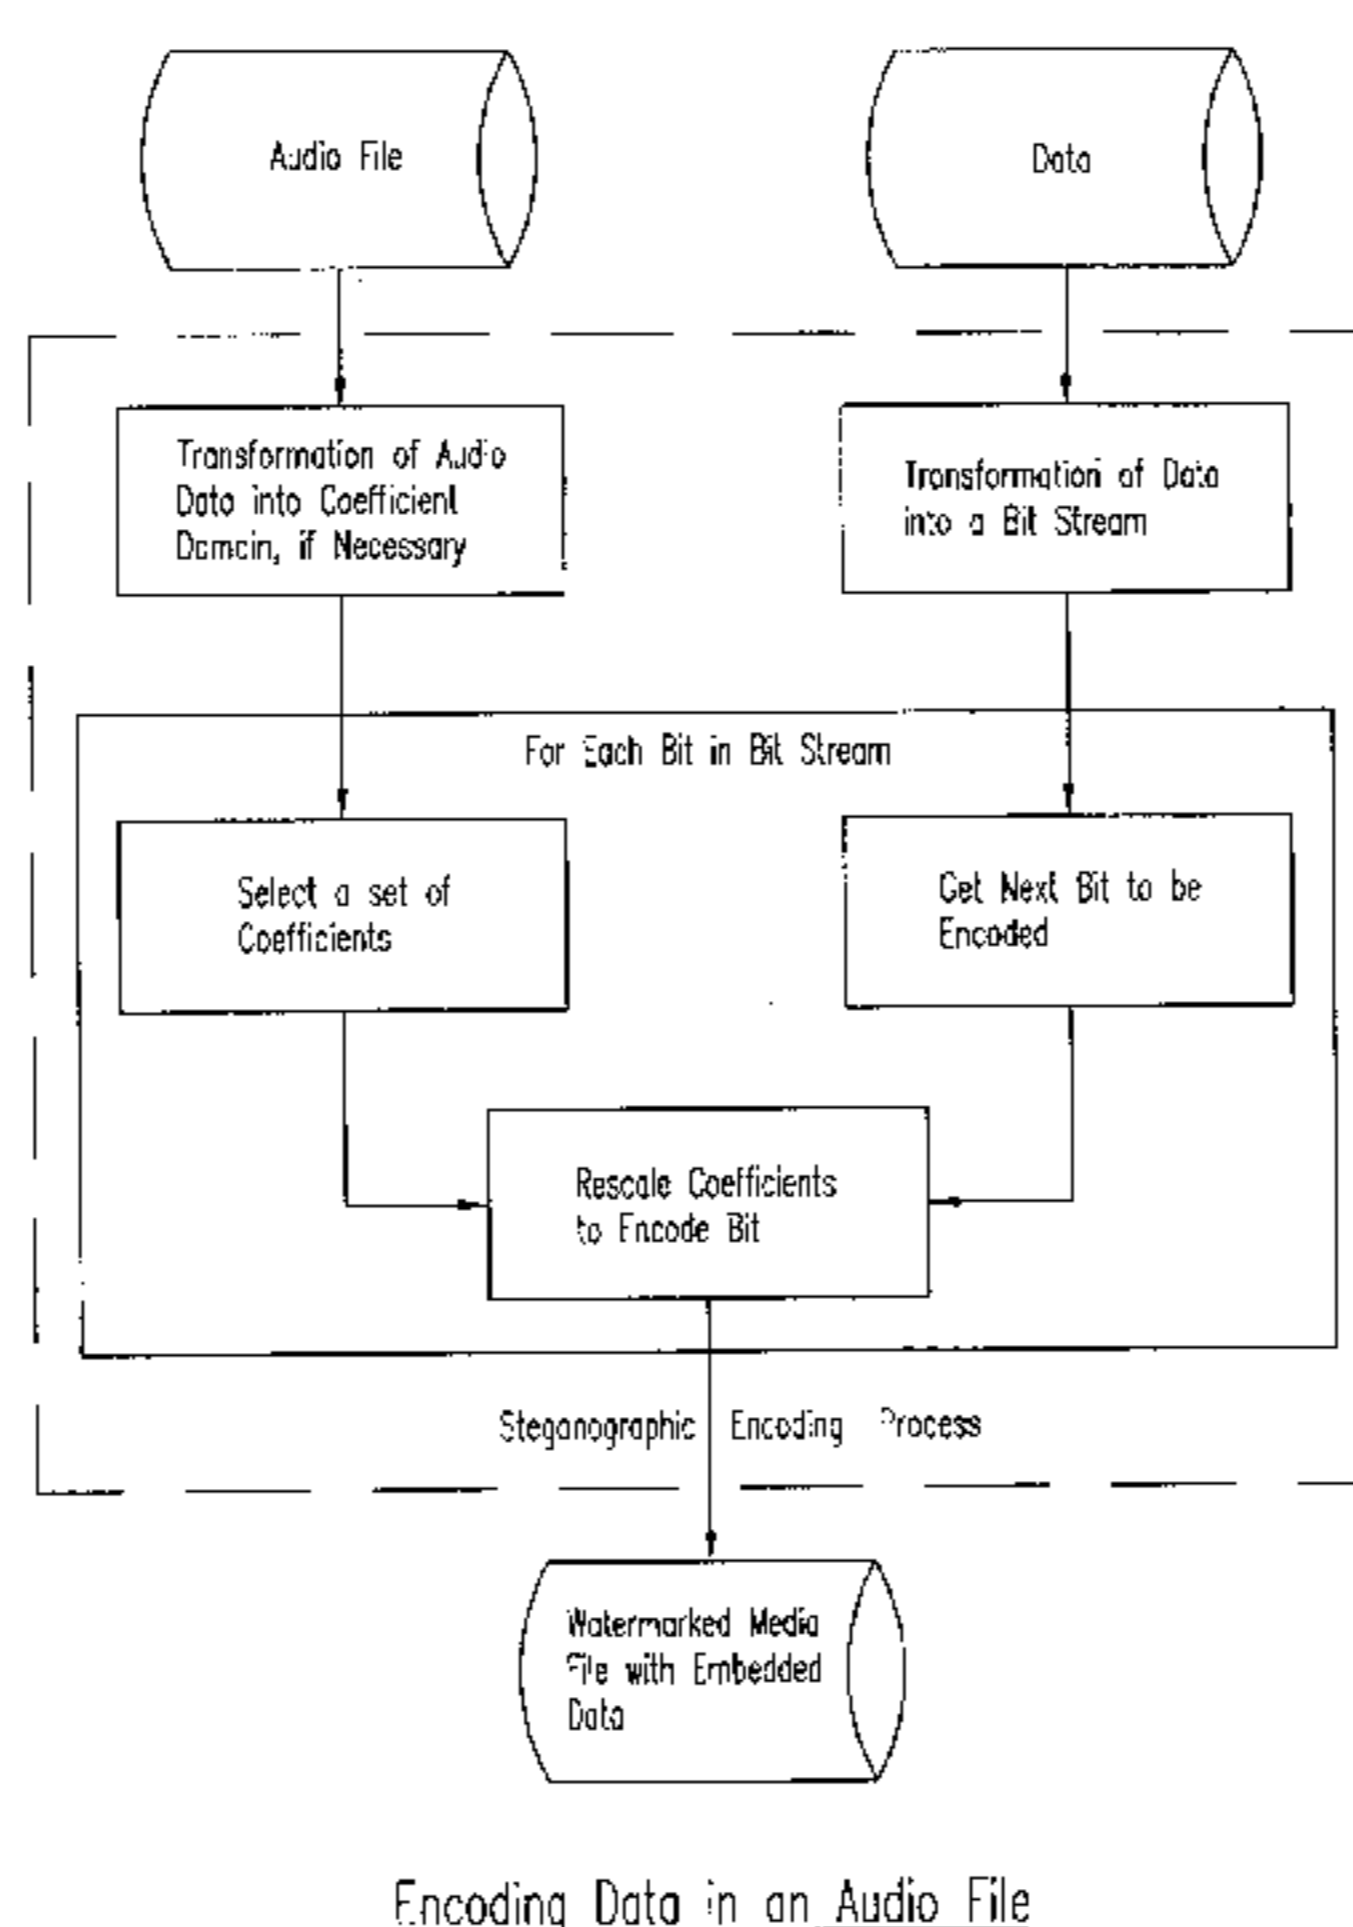 Audio File
Data
Transformation of Audio
Data into Coefficient
Domain, if Necessary
Transformation of Data
into a Bit Stream
For Each Bit in Bit Stream
Select a set of
Coefficients
Get Next Bit to be
Encoded
Rescale Coefficients
to Encode Bit
Steganographic Encoding Process
Watermarked Media
File with Embedded
Data
Encoding Data in an Audio File